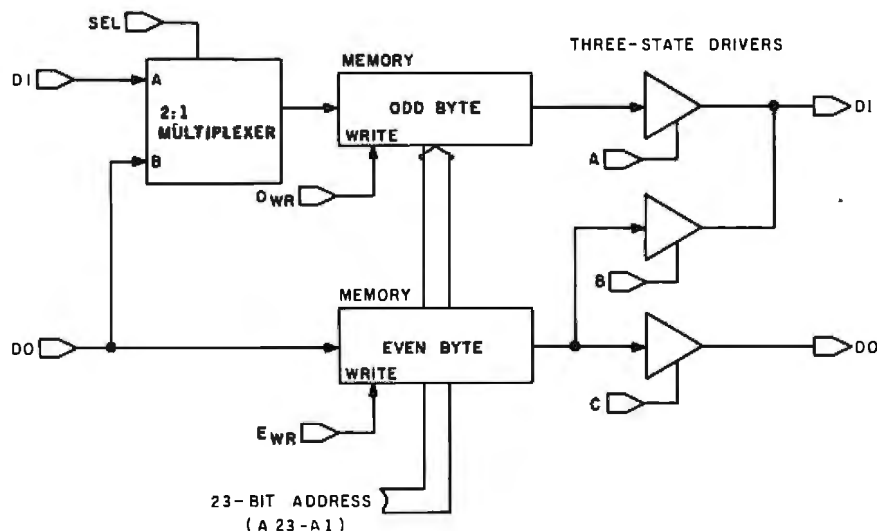 SEL
THREE-STATE DRIVERS
MEMORY
DI
A
2:1
MULTIPLEXER
ODD BYTE
DI
WRITE
B
A
OWR
B
MEMORY
DO
EVEN BYTE
DO
WRITE
C
EWR
23-BIT ADDRESS
(A23-A1)